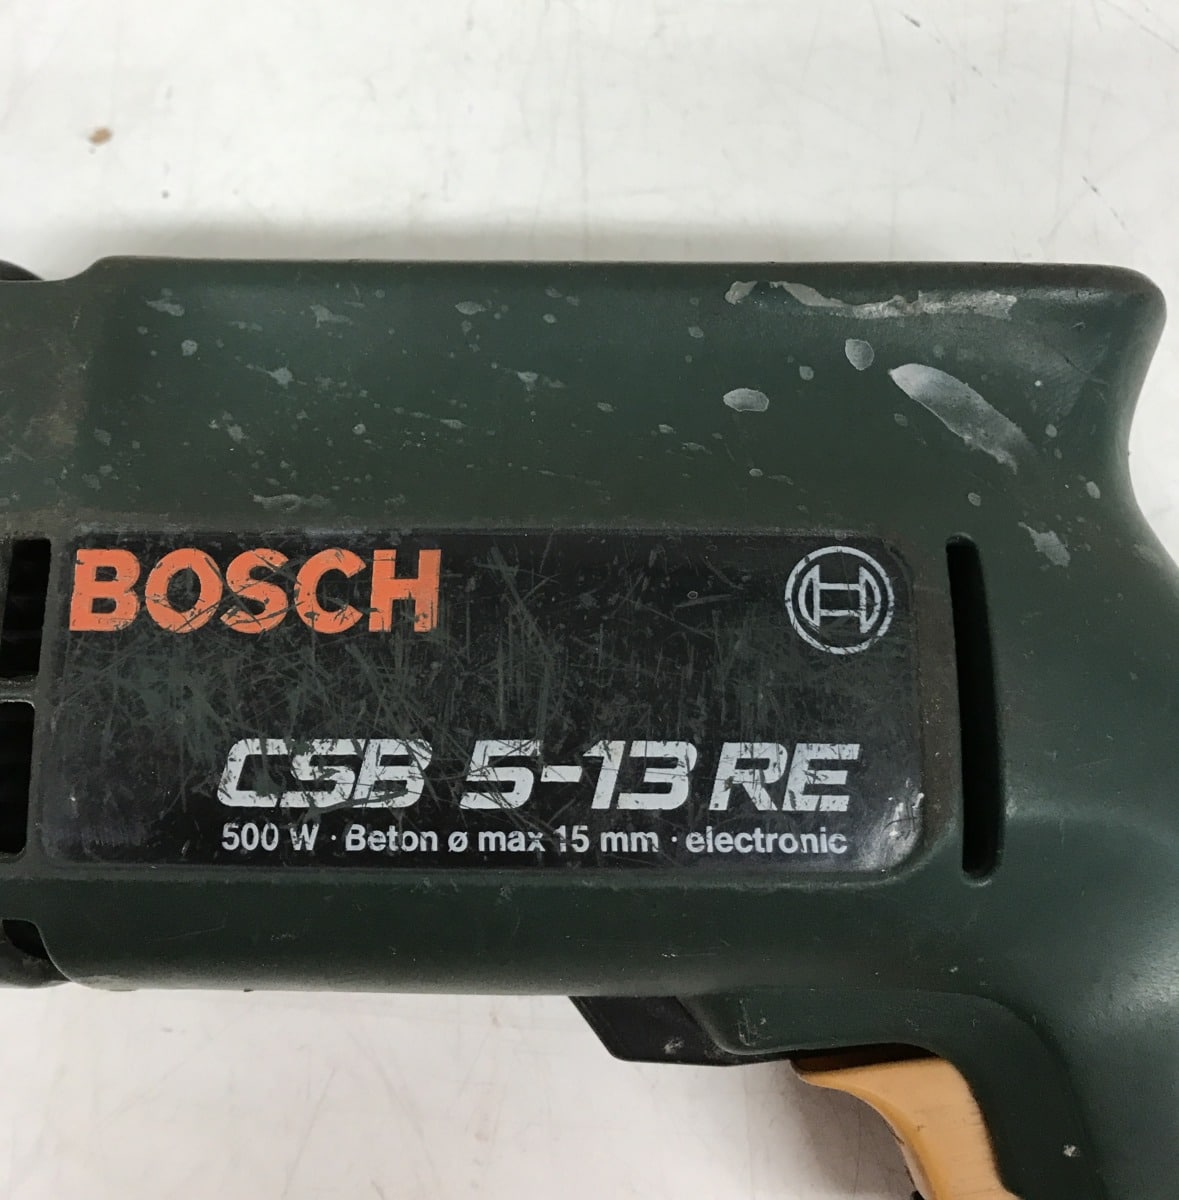 BOSCH
CSB 5-13 RE
500 W · Beton ø max 15 mm · electronic